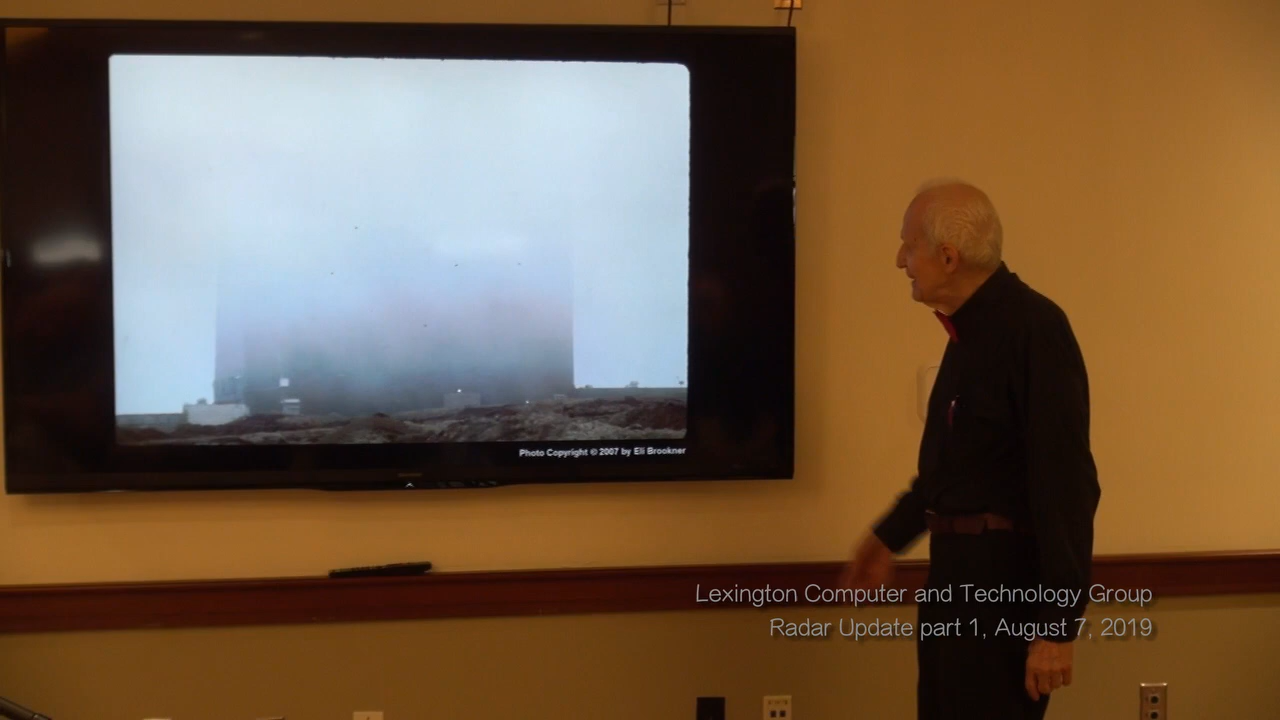 Photo Copyright © 2007 by Eli Brookner
Lexington Computer and Technology Group
Radar Update part 1, August 7, 2019